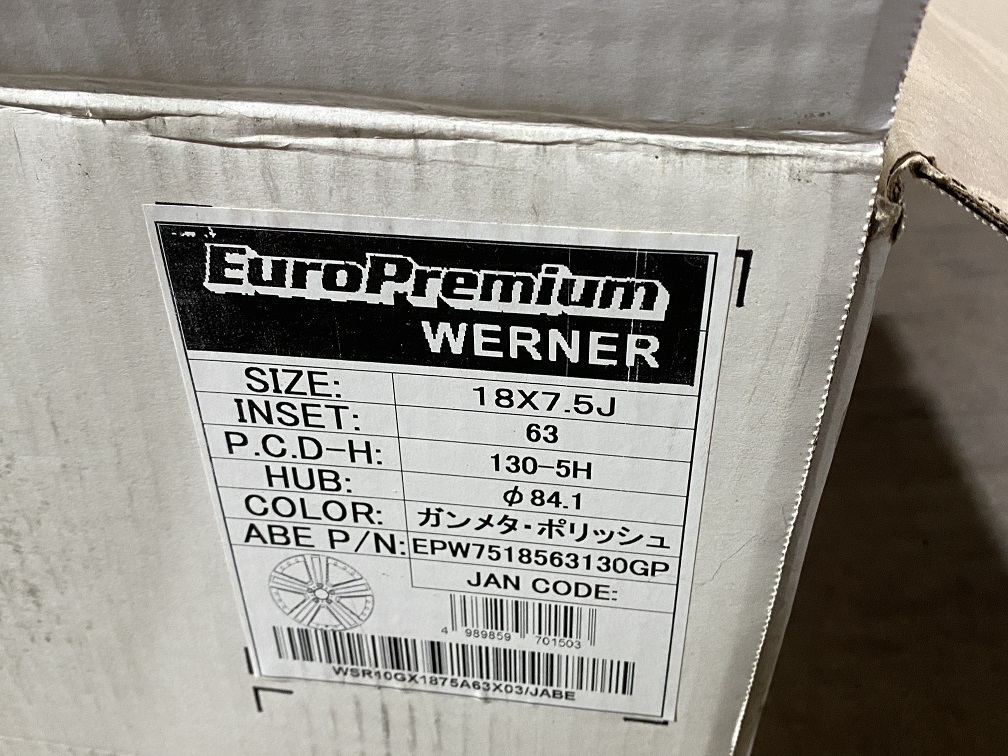 EuroPremium
WERNER
SIZE: 18X7.5J
INSET: 63
P.C.D-H: 130-5H
HUB: φ84.1
COLOR: ガンメタ・ポリッシュ
ABE P/N: EPW7518563130GP
JAN CODE:
4 989859 701503
WSR10GX1875A63X03/JABE